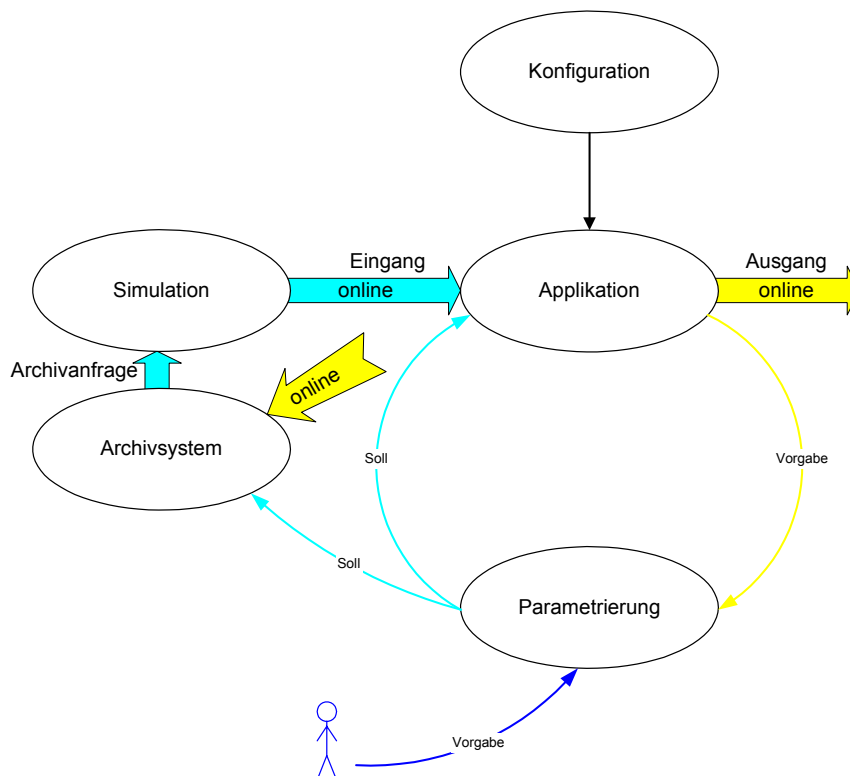 Konfiguration
Eingang
Ausgang
Simulation
online
Applikation
online
Archivanfrage
online
Archivsystem
Soll
Vorgabe
Soll
Parametrierung
Vorgabe